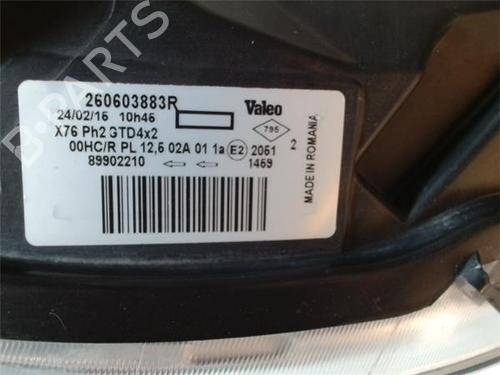 260603883R
Valeo
24/02/16 10h46
X76 Ph2 GTD4x2
795
00HC/R PL 12,6 02A 01 1a E2 2061 2
89902210 1469
MADE IN ROMANIA
B-PARTS